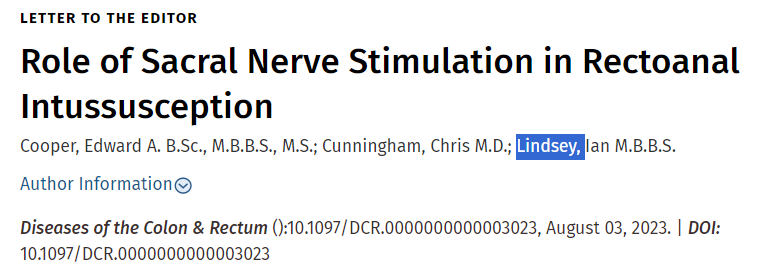 LETTER TO THE EDITOR
Role of Sacral Nerve Stimulation in Rectoanal
Intussusception
Cooper, Edward A. B.Sc., M.B.B.S., M.S.; Cunningham, Chris M.D.; Lindsey, Ian M.B.B.S.
Author Information
Diseases of the Colon & Rectum ():10.1097/DCR.0000000000003023, August 03, 2023. | DOI:
10.1097/DCR.0000000000003023